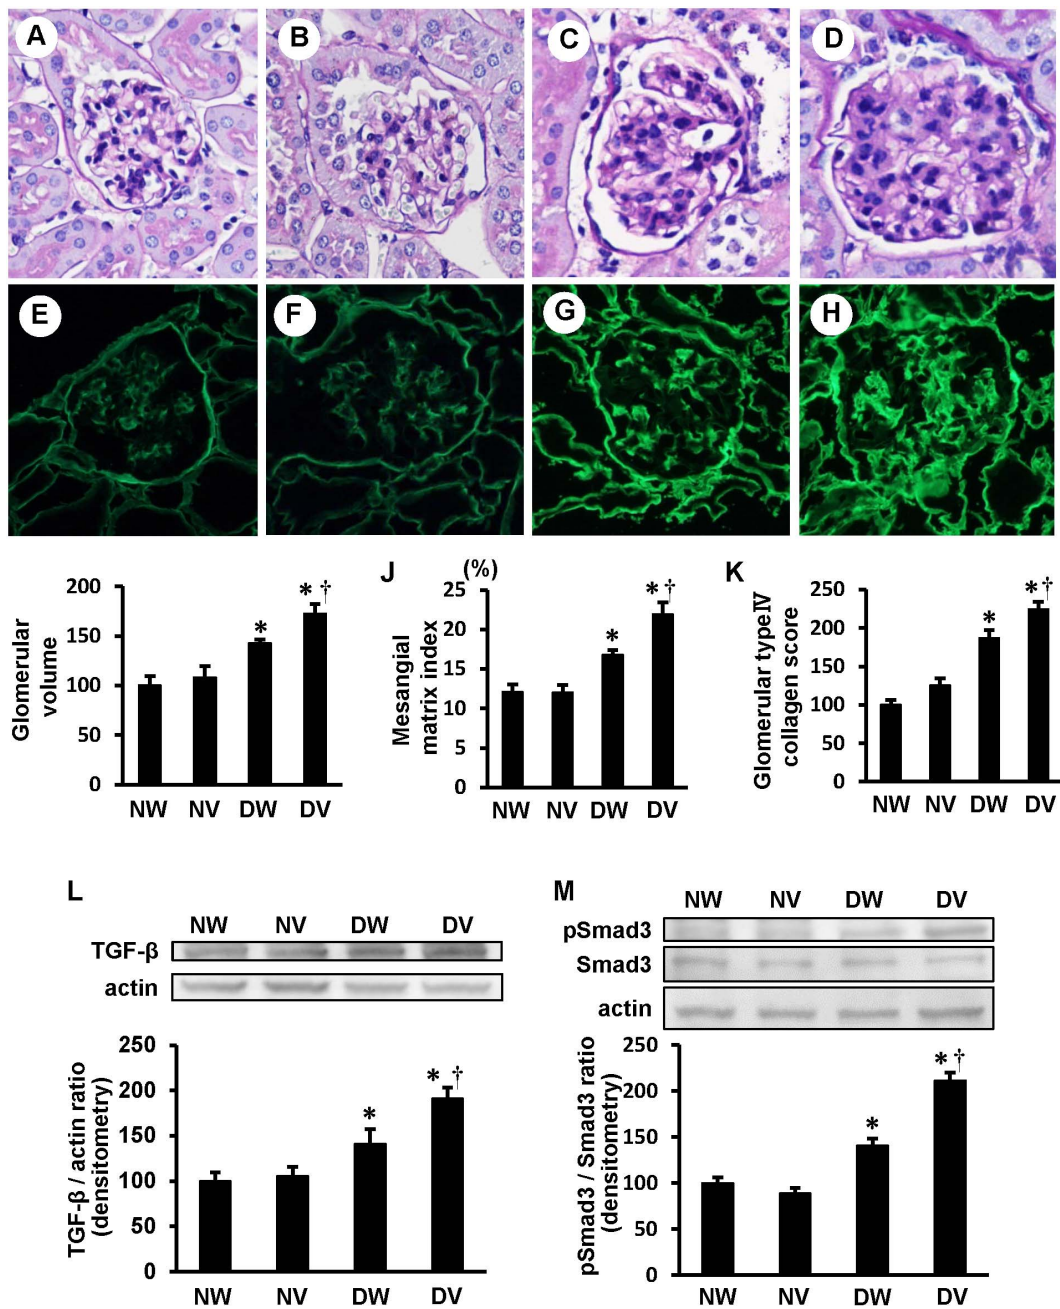 A
B
C
D
E
F
G
H
Glomerular
volume
200
150
100
50
0
* 
* †
NW NV DW DV
J
(%)
Mesangial
matrix index
25
20
15
10
5
0
*
* †
NW NV DW DV
K
Glomerular typeⅣ
collagen score
250
200
150
100
50
0
*
* †
NW NV DW DV
L
NW NV DW DV
TGF-β
actin
TGF-β / actin ratio
(densitometry)
250
200
150
100
50
0
*
* †
NW NV DW DV
M
NW NV DW DV
pSmad3
Smad3
actin
pSmad3 / Smad3 ratio
(densitometry)
250
200
150
100
50
0
*
* †
NW NV DW DV